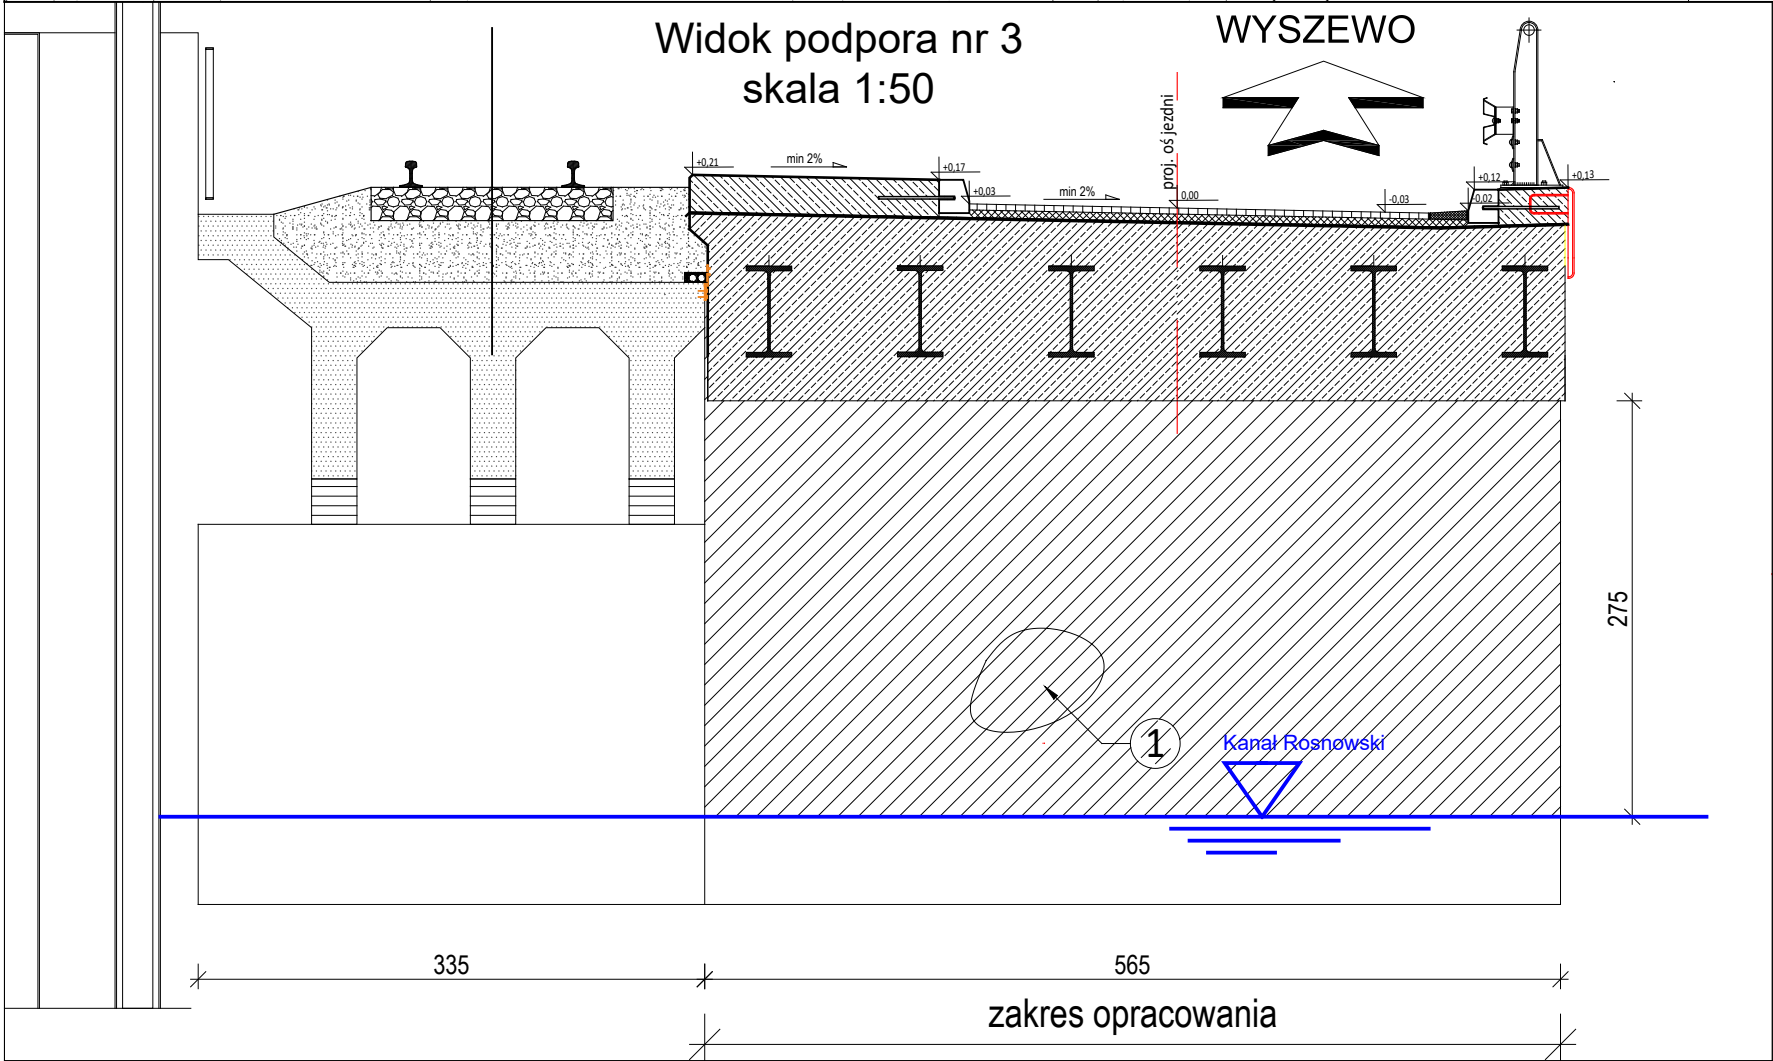 Widok podpora nr 3
skala 1:50
WYSZEWO
proj. oś jezdni
+0,21
min 2%
+0,17
+0,03
min 2%
0,00
-0,03
-0,02
+0,12
+0,13
275
1
Kanał Rosnowski
335
565
zakres opracowania